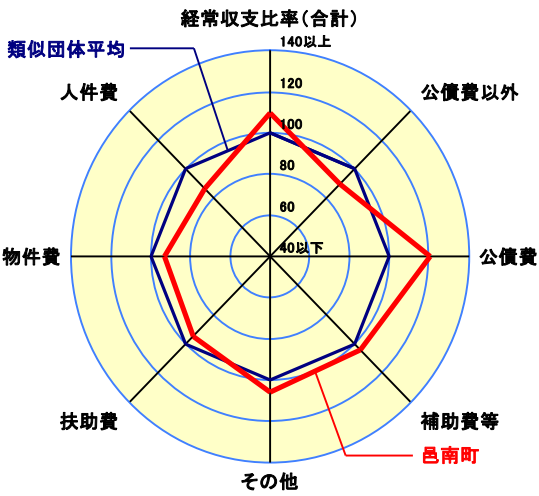 経常収支比率(合計)
140以上
類似団体平均
120
人件費
公債費以外
100
80
60
40以下
物件費
公債費
扶助費
補助費等
邑南町
その他